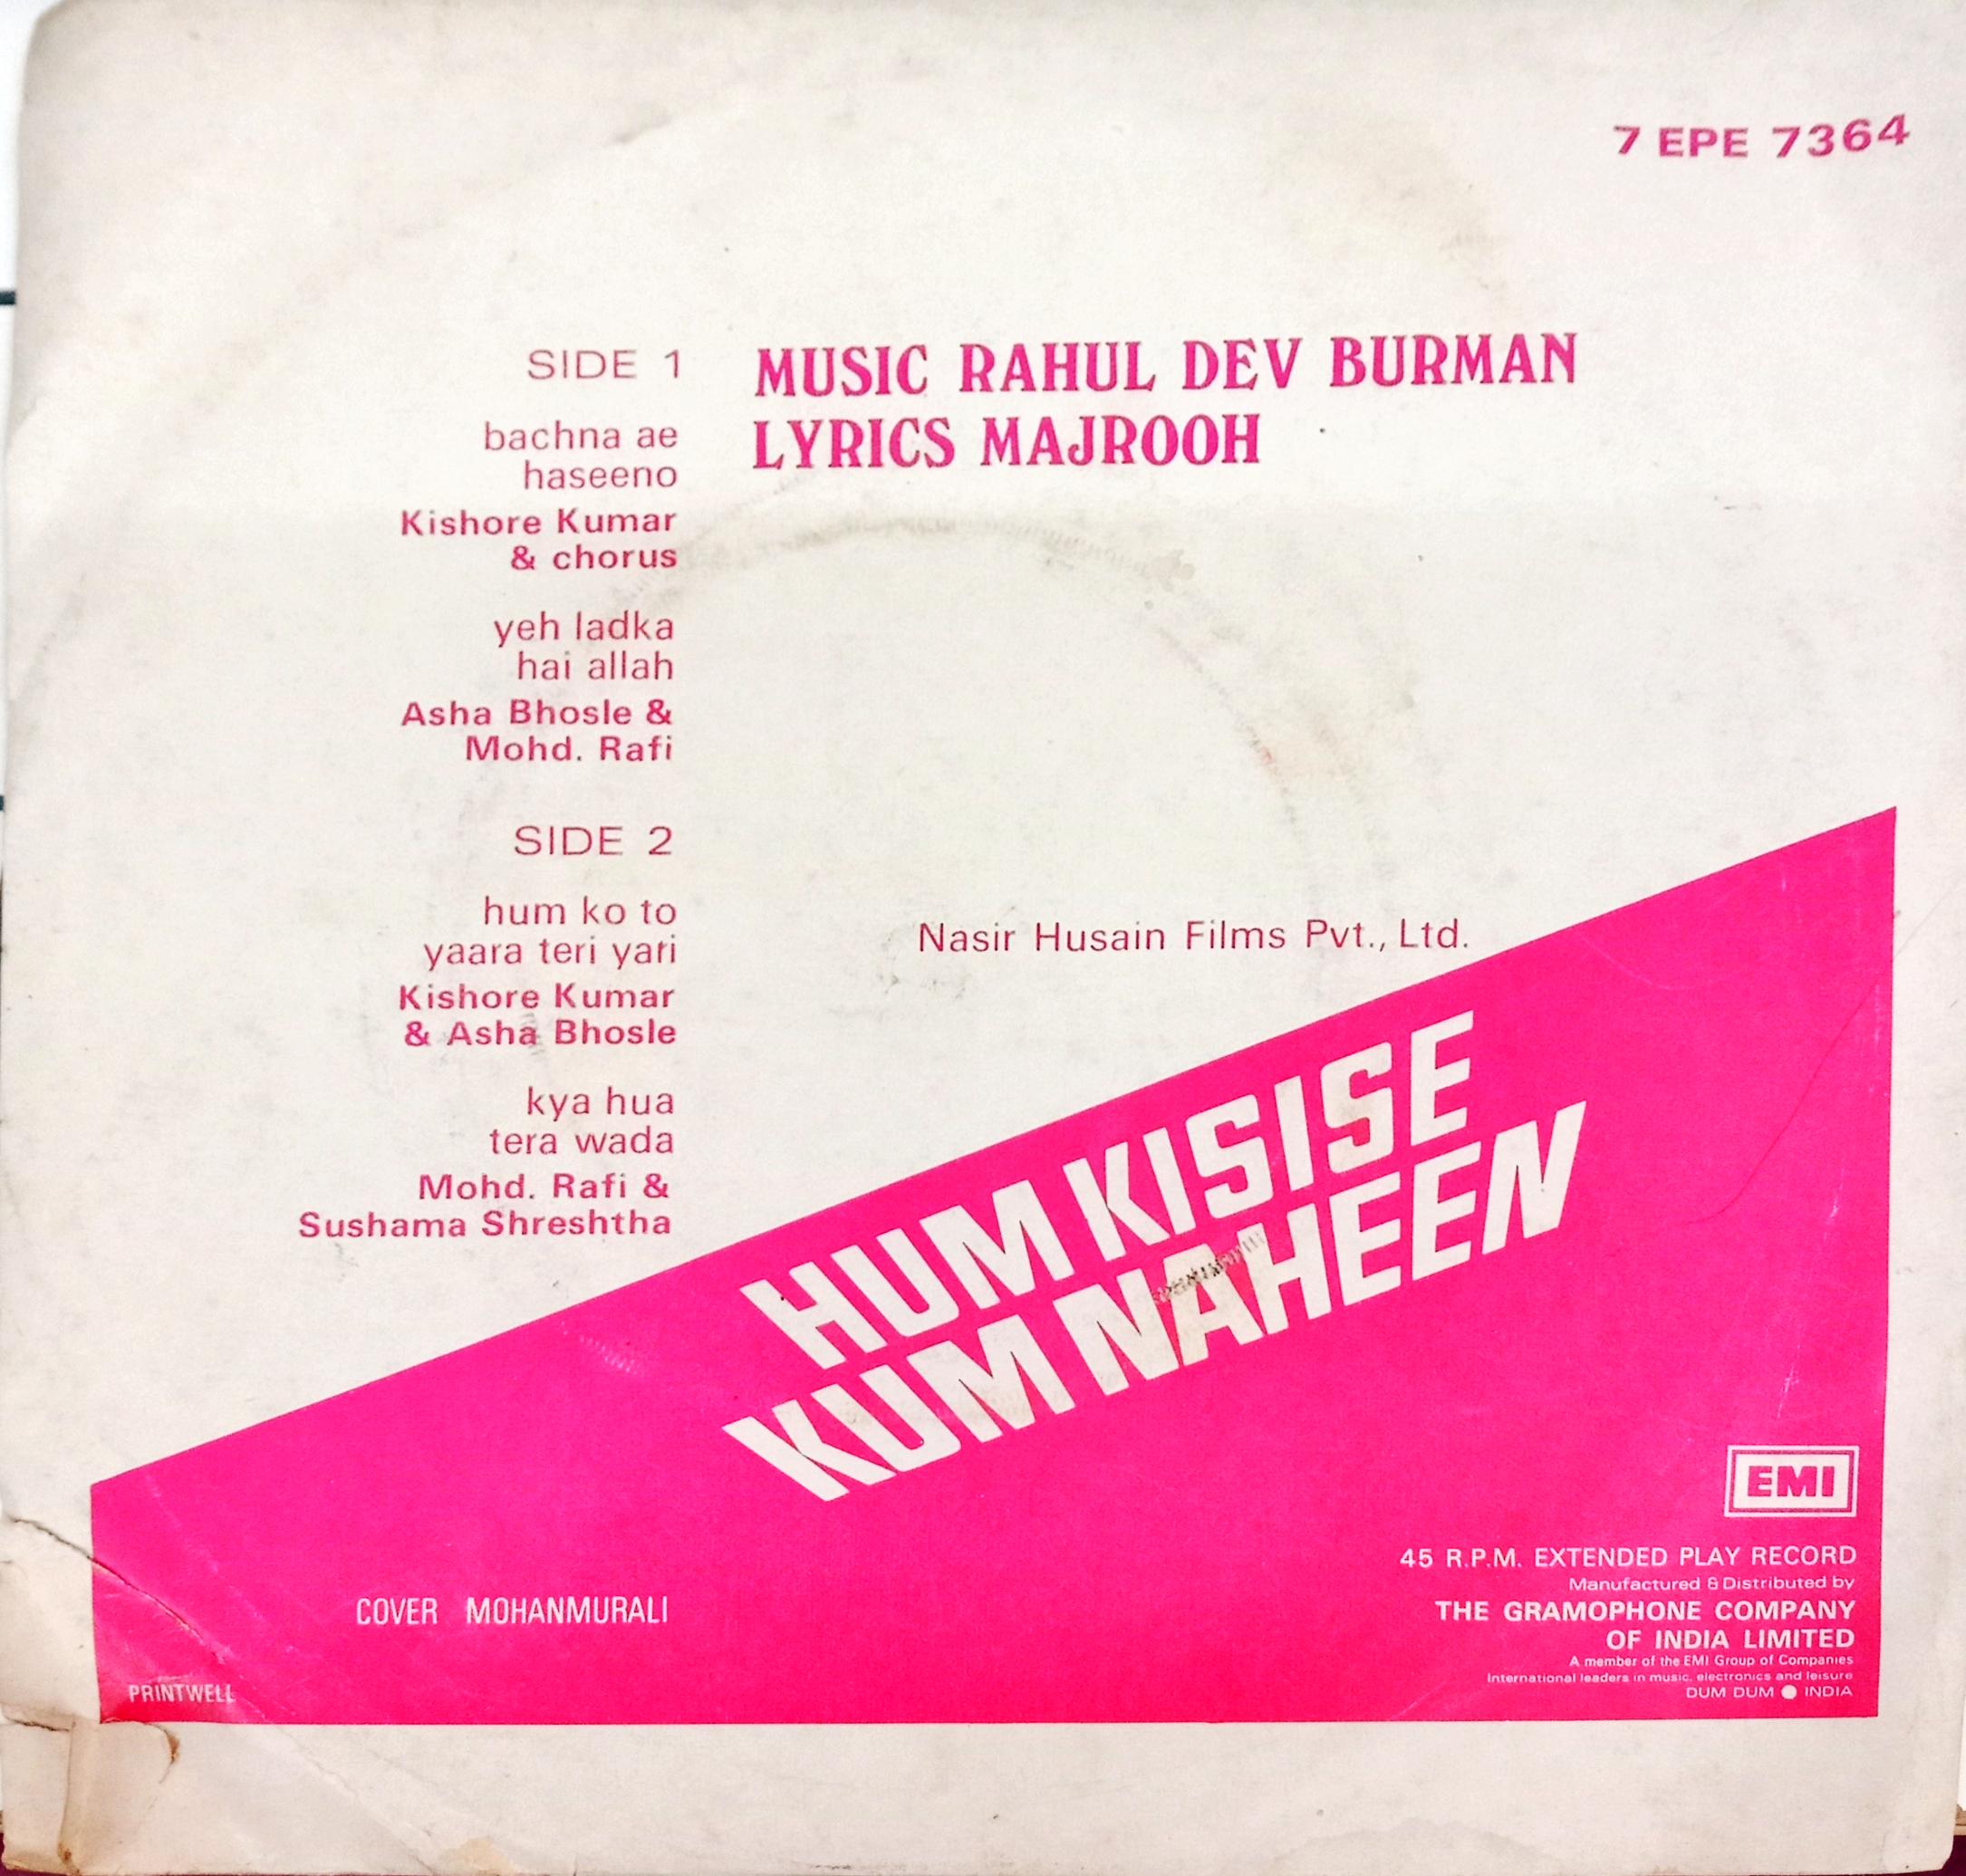 7 EPE 7364
SIDE 1
bachna ae
haseeno
Kishore Kumar
& chorus
yeh ladka
hai allah
Asha Bhosle &
Mohd. Rafi
SIDE 2
hum ko to
yaara teri yari
Kishore Kumar
& Asha Bhosle
kya hua
tera wada
Mohd. Rafi &
Sushama Shreshtha
MUSIC RAHUL DEV BURMAN
LYRICS MAJROOH
Nasir Husain Films Pvt., Ltd.
HUM KISISE
KUM NAHEEN
COVER MOHANMURALI
PRINTWELL
EMI
45 R.P.M. EXTENDED PLAY RECORD
Manufactured & Distributed by
THE GRAMOPHONE COMPANY
OF INDIA LIMITED
A member of the EMI Group of Companies
International leaders in music, electronics and leisure
DUM DUM ● INDIA